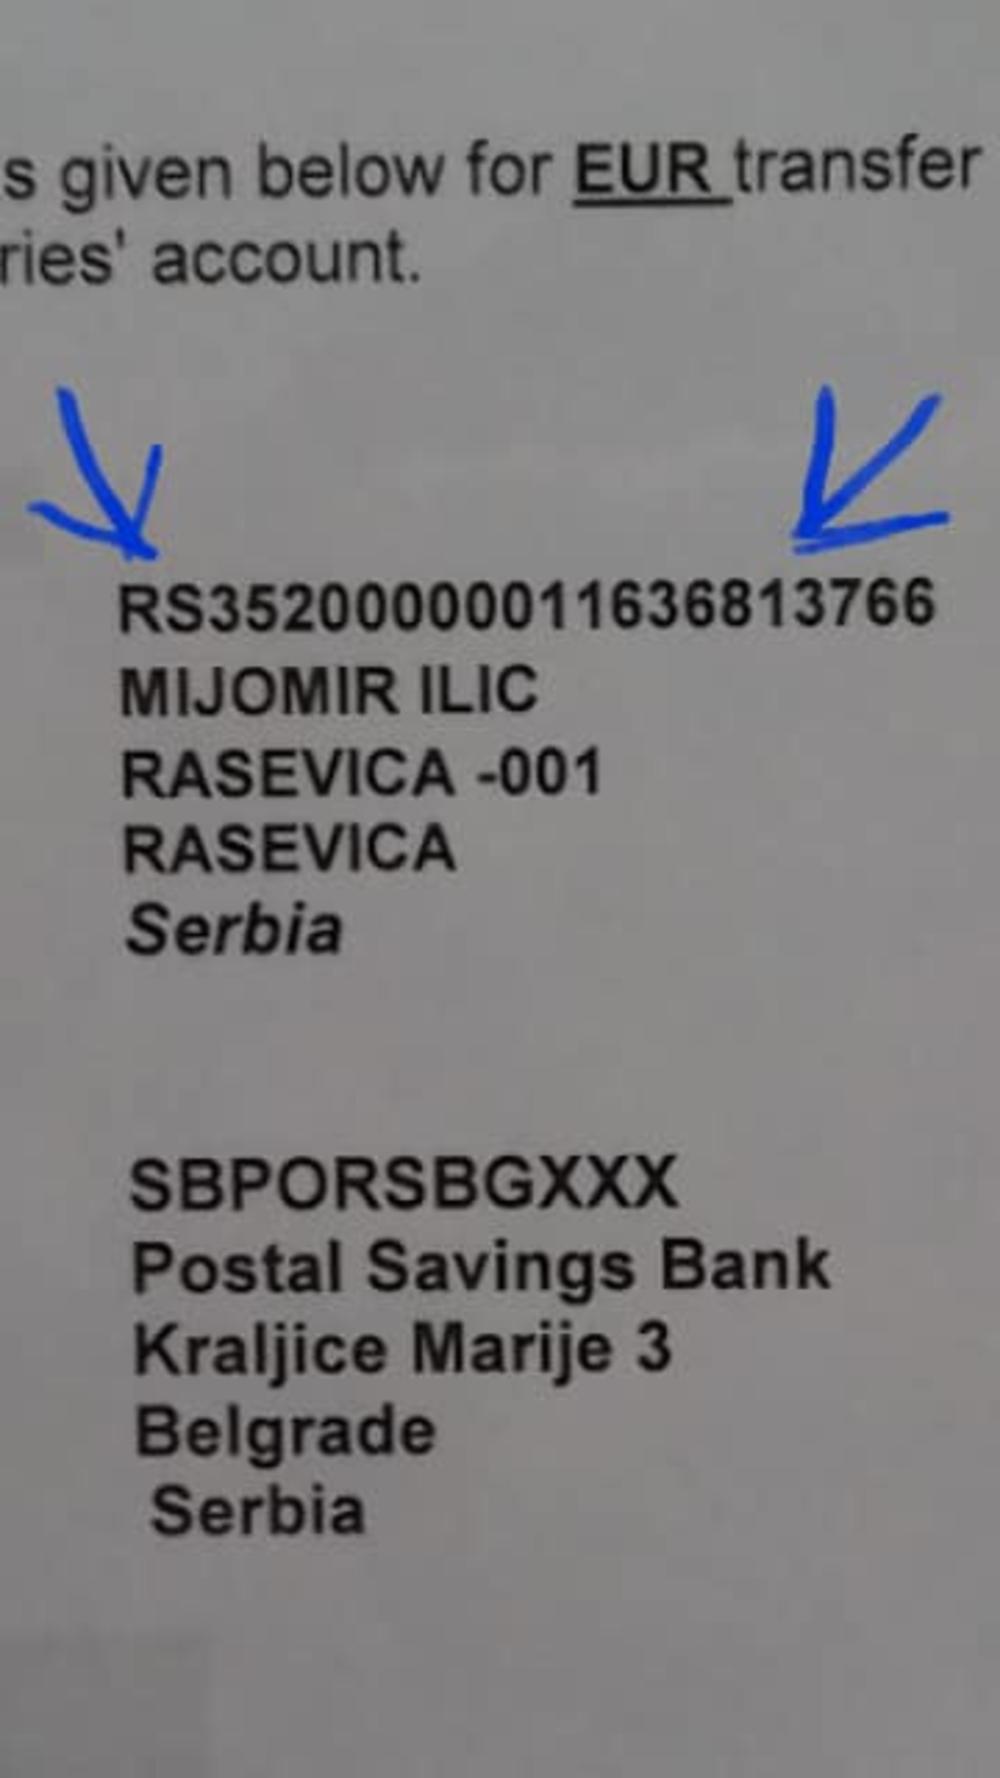 s given below for EUR transfer
ries' account.
RS35200000011636813766
MIJOMIR ILIC
RASEVICA -001
RASEVICA
Serbia
SBPORSBGXXX
Postal Savings Bank
Kraljice Marije 3
Belgrade
Serbia